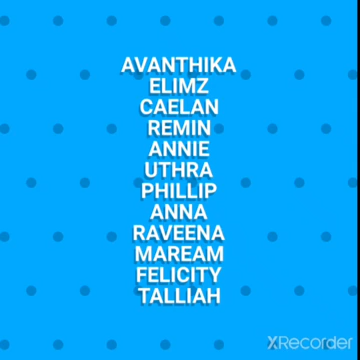 AVANTHIKA
ELIMZ
CAELAN
REMIN
ANNIE
UTHRA
PHILLIP
ANNA
RAVEENA
MAREAM
FELICITY
TALLIAH
XRecorder